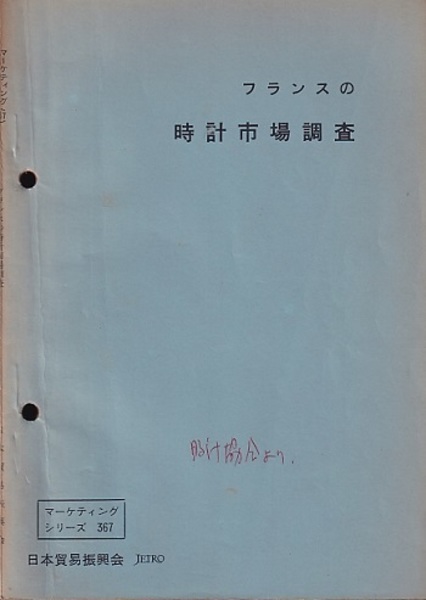 フランスの
時計市場調査
時計協会より.
マーケティング
シリーズ 367
日本貿易振興会 JETRO